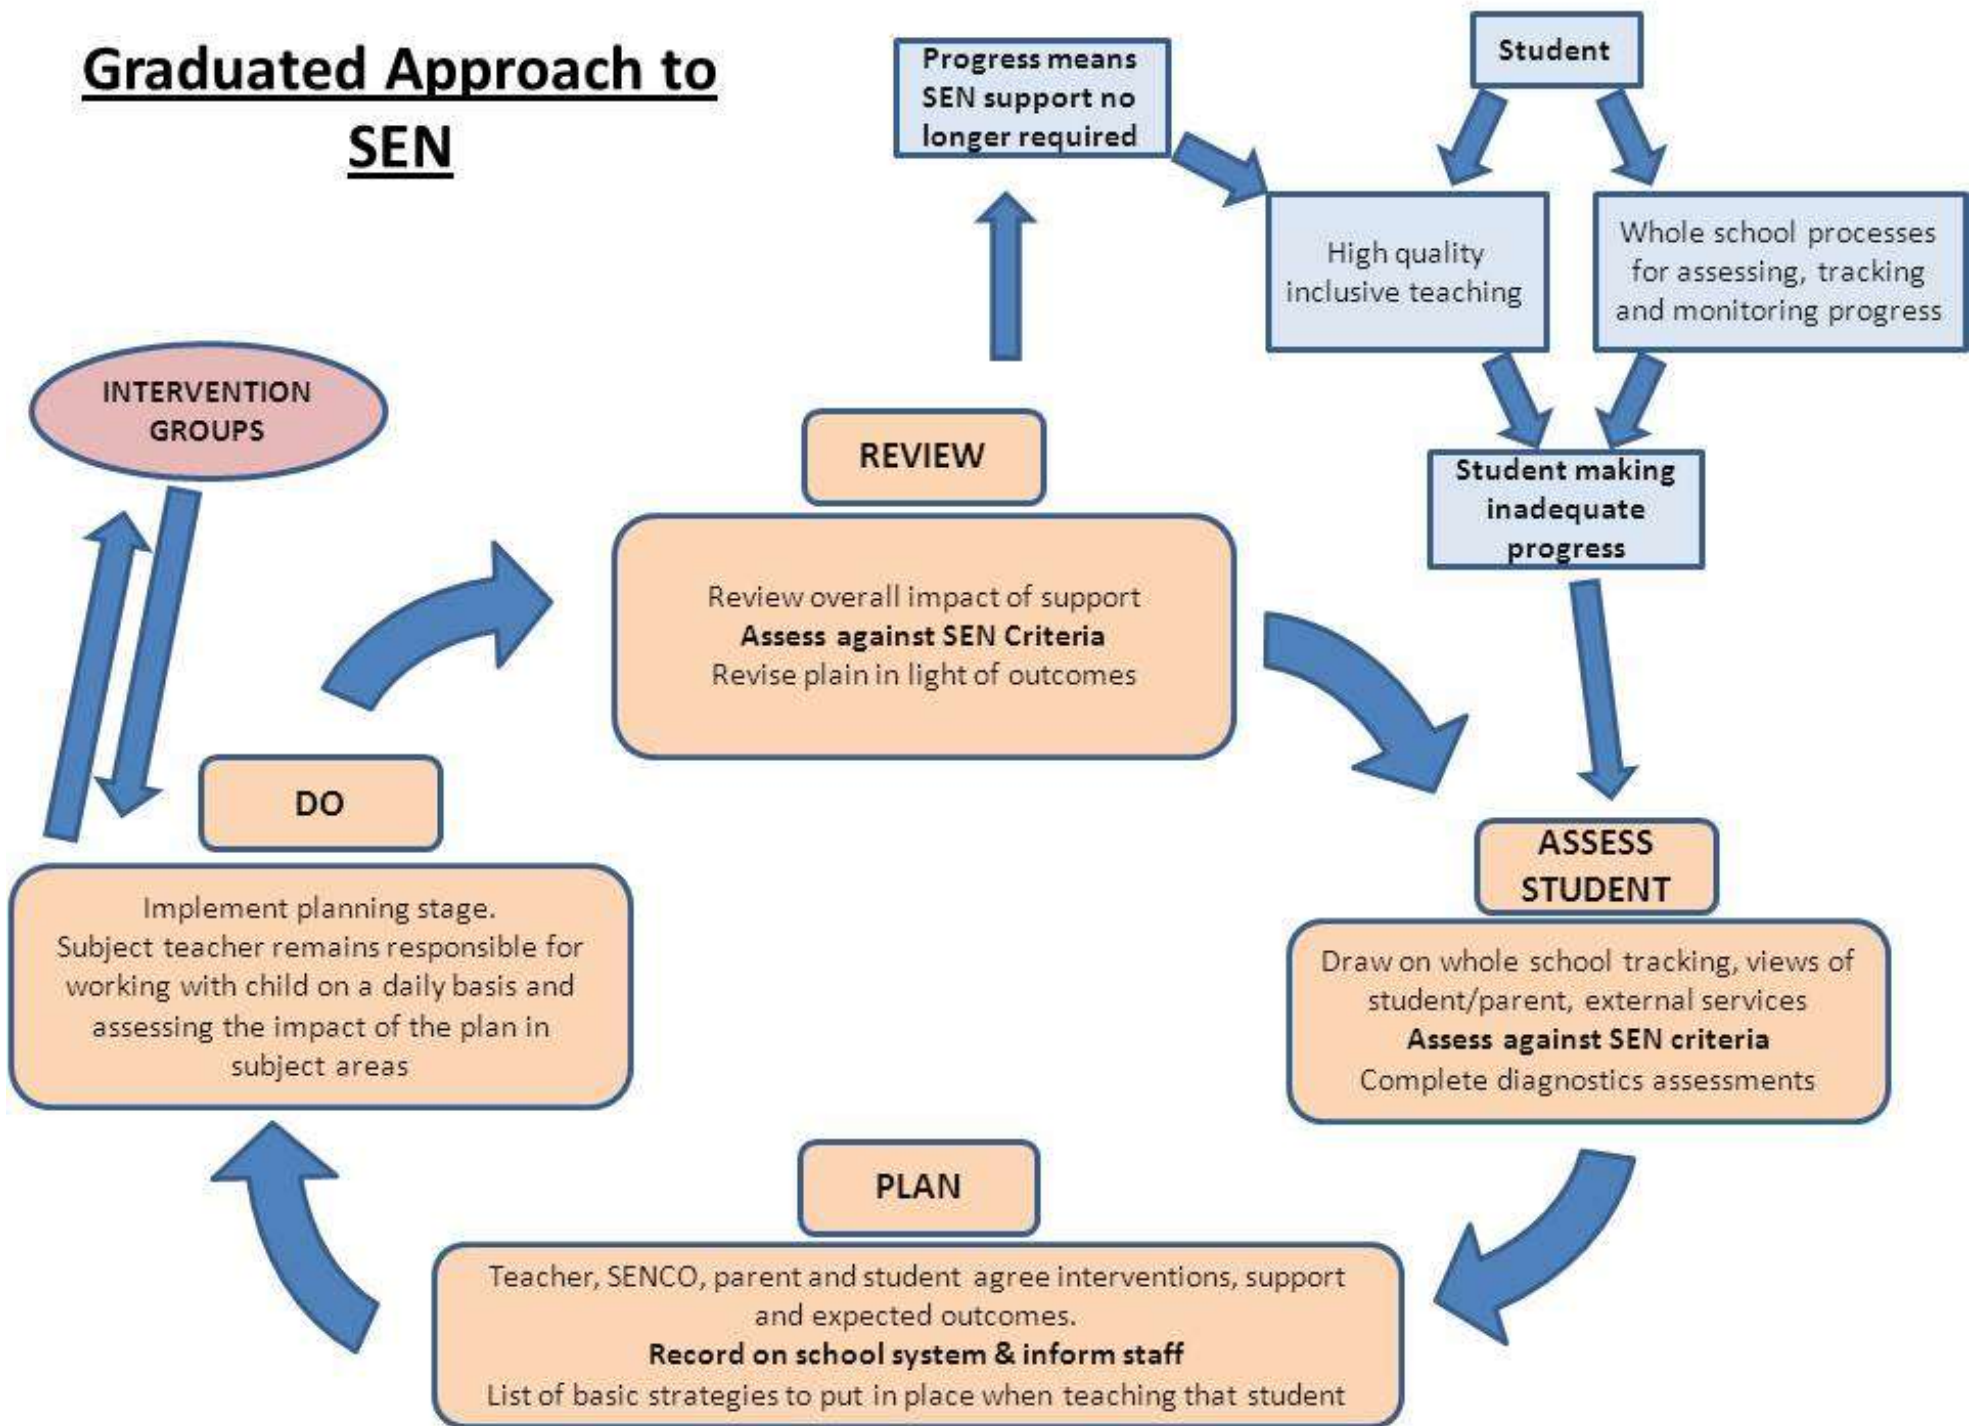 Graduated Approach to
SEN
Progress means
SEN support no
longer required
Student
High quality
inclusive teaching
Whole school processes
for assessing, tracking
and monitoring progress
Student making
inadequate
progress
INTERVENTION
GROUPS
REVIEW
Review overall impact of support
Assess against SEN Criteria
Revise plain in light of outcomes
DO
Implement planning stage.
Subject teacher remains responsible for
working with child on a daily basis and
assessing the impact of the plan in
subject areas
ASSESS
STUDENT
Draw on whole school tracking, views of
student/parent, external services
Assess against SEN criteria
Complete diagnostics assessments
PLAN
Teacher, SENCO, parent and student agree interventions, support
and expected outcomes.
Record on school system & inform staff
List of basic strategies to put in place when teaching that student